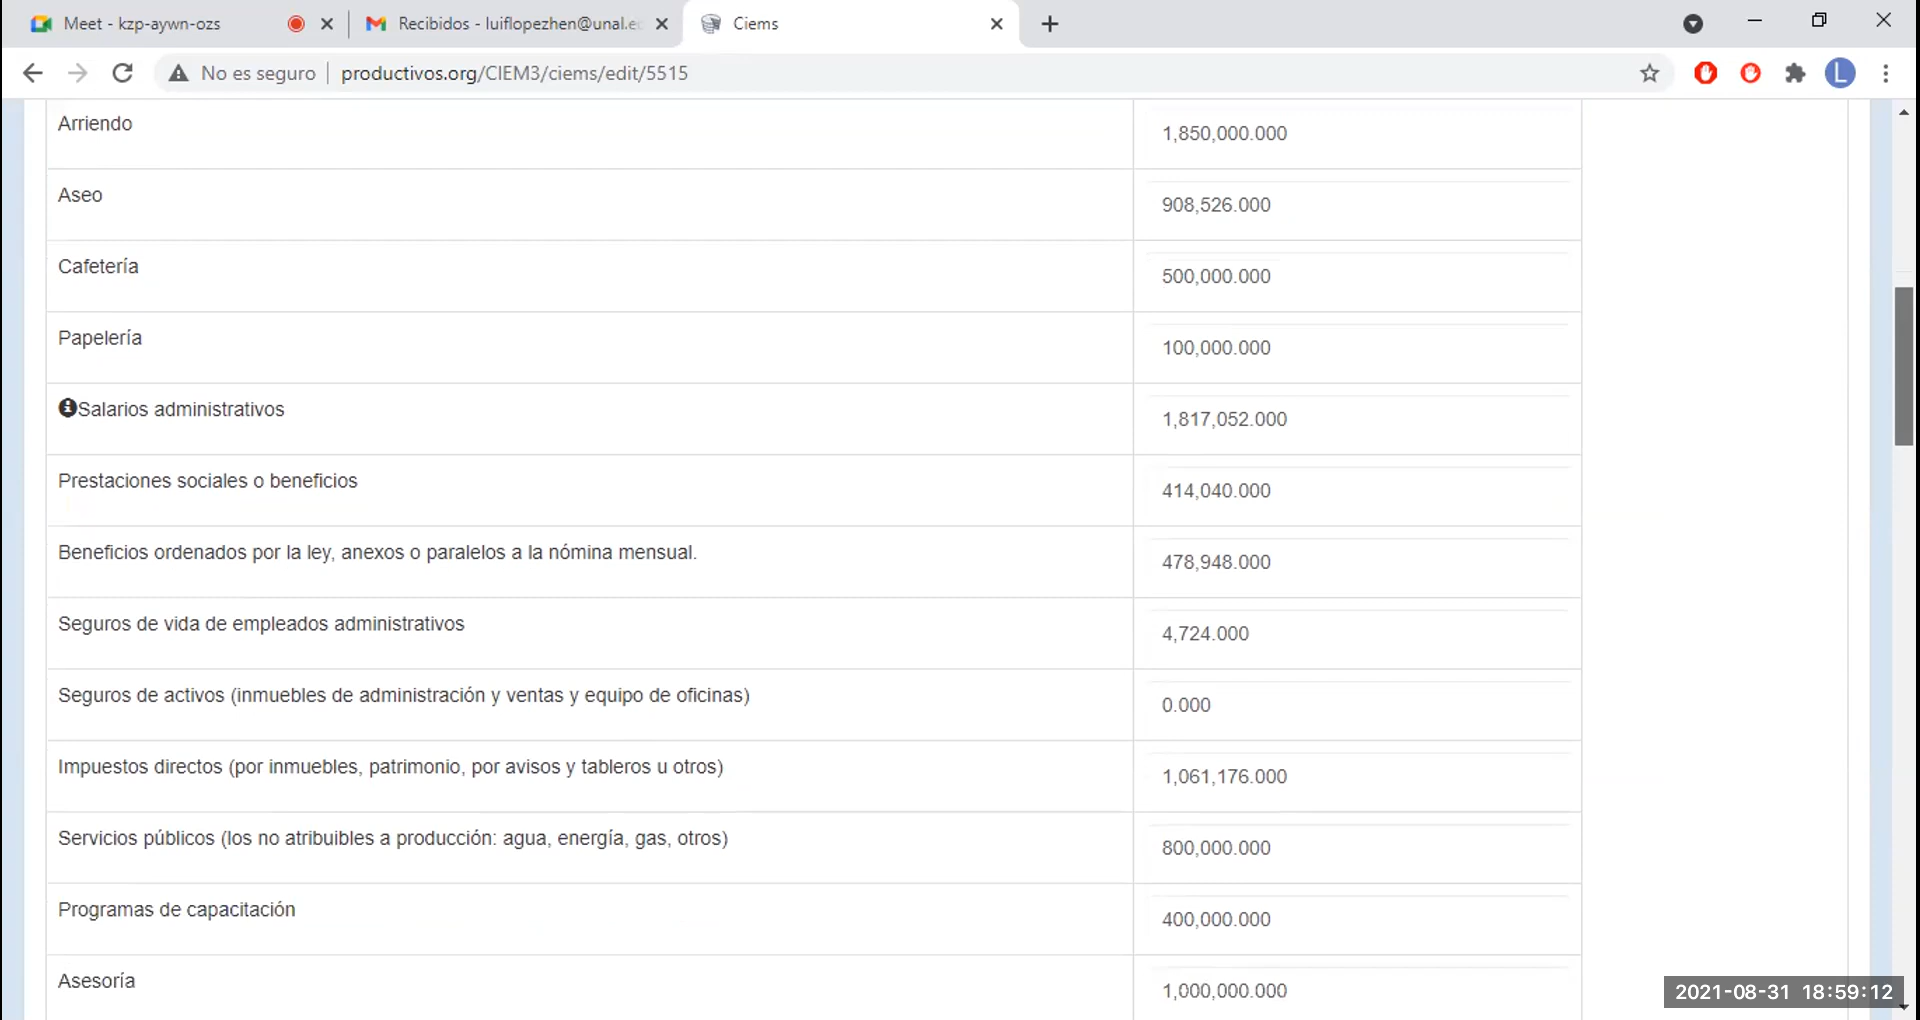 Meet - kzp-aywn-ozs
Recibidos - luiflopezhen@unal.e
Ciems
No es seguro
productivos.org/CIEM3/ciems/edit/5515
L
Arriendo 1,850,000.000
Aseo 908,526.000
Cafetería 500,000.000
Papelería 100,000.000
Salarios administrativos 1,817,052.000
Prestaciones sociales o beneficios 414,040.000
Beneficios ordenados por la ley, anexos o paralelos a la nómina mensual. 478,948.000
Seguros de vida de empleados administrativos 4,724.000
Seguros de activos (inmuebles de administración y ventas y equipo de oficinas) 0.000
Impuestos directos (por inmuebles, patrimonio, por avisos y tableros u otros) 1,061,176.000
Servicios públicos (los no atribuibles a producción: agua, energía, gas, otros) 800,000.000
Programas de capacitación 400,000.000
Asesoría 1,000,000.000
2021-08-31 18:59:12